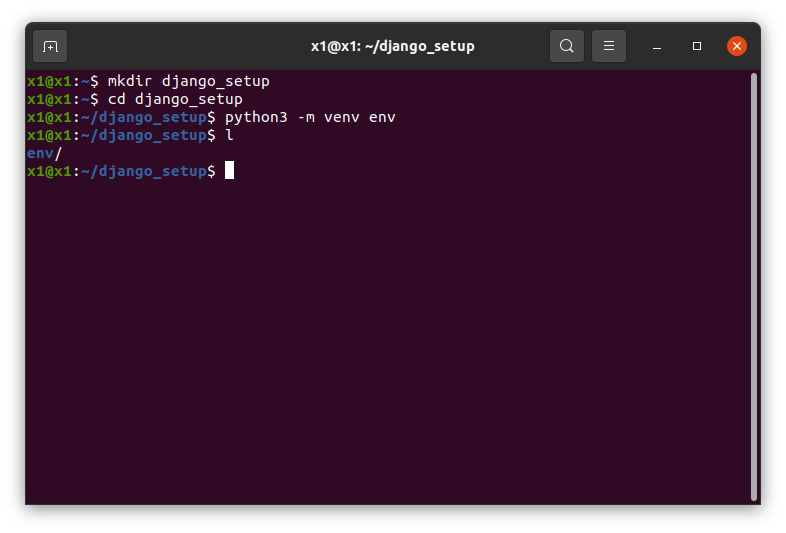 x1@x1: ~/django_setup
x1@x1:~$ mkdir django_setup
x1@x1:~$ cd django_setup
x1@x1:~/django_setup$ python3 -m venv env
x1@x1:~/django_setup$ l
env/
x1@x1:~/django_setup$